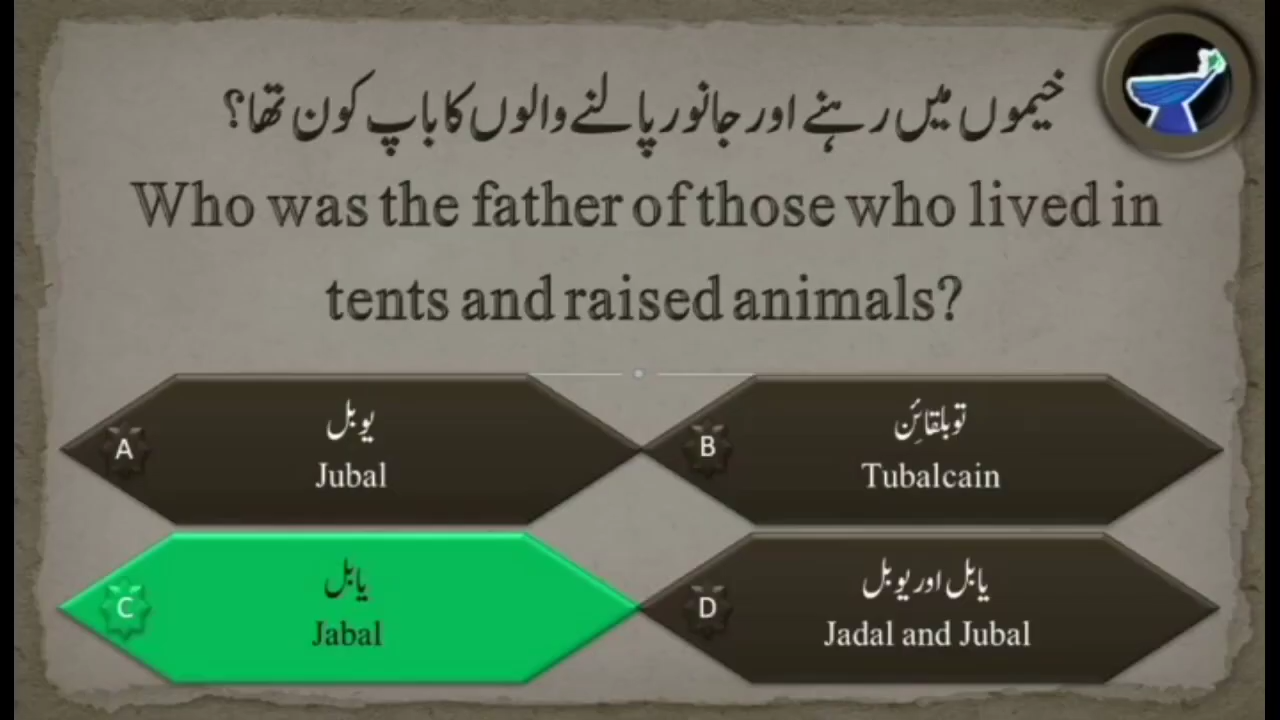 خیموں میں رہنے اور جانور پالنے والوں کا باپ کون تھا؟
Who was the father of those who lived in
tents and raised animals?
A
یوبل
Jubal
B
توبلقائِن
Tubalcain
C
یابل
Jabal
D
یابل اور یوبل
Jadal and Jubal